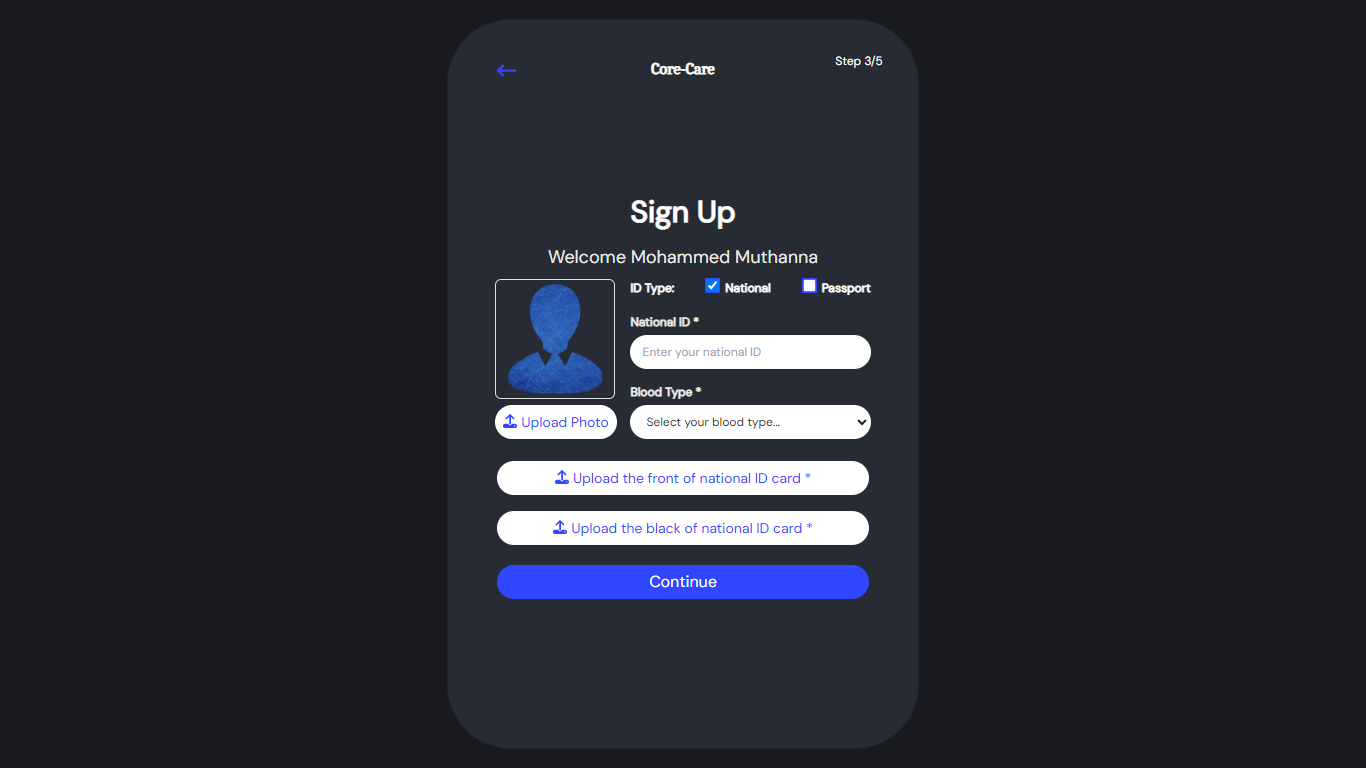 Core-Care
Step 3/5
Sign Up
Welcome Mohammed Muthanna
ID Type: National Passport
National ID *
Enter your national ID
Blood Type *
Upload Photo
Select your blood type...
Upload the front of national ID card *
Upload the black of national ID card *
Continue